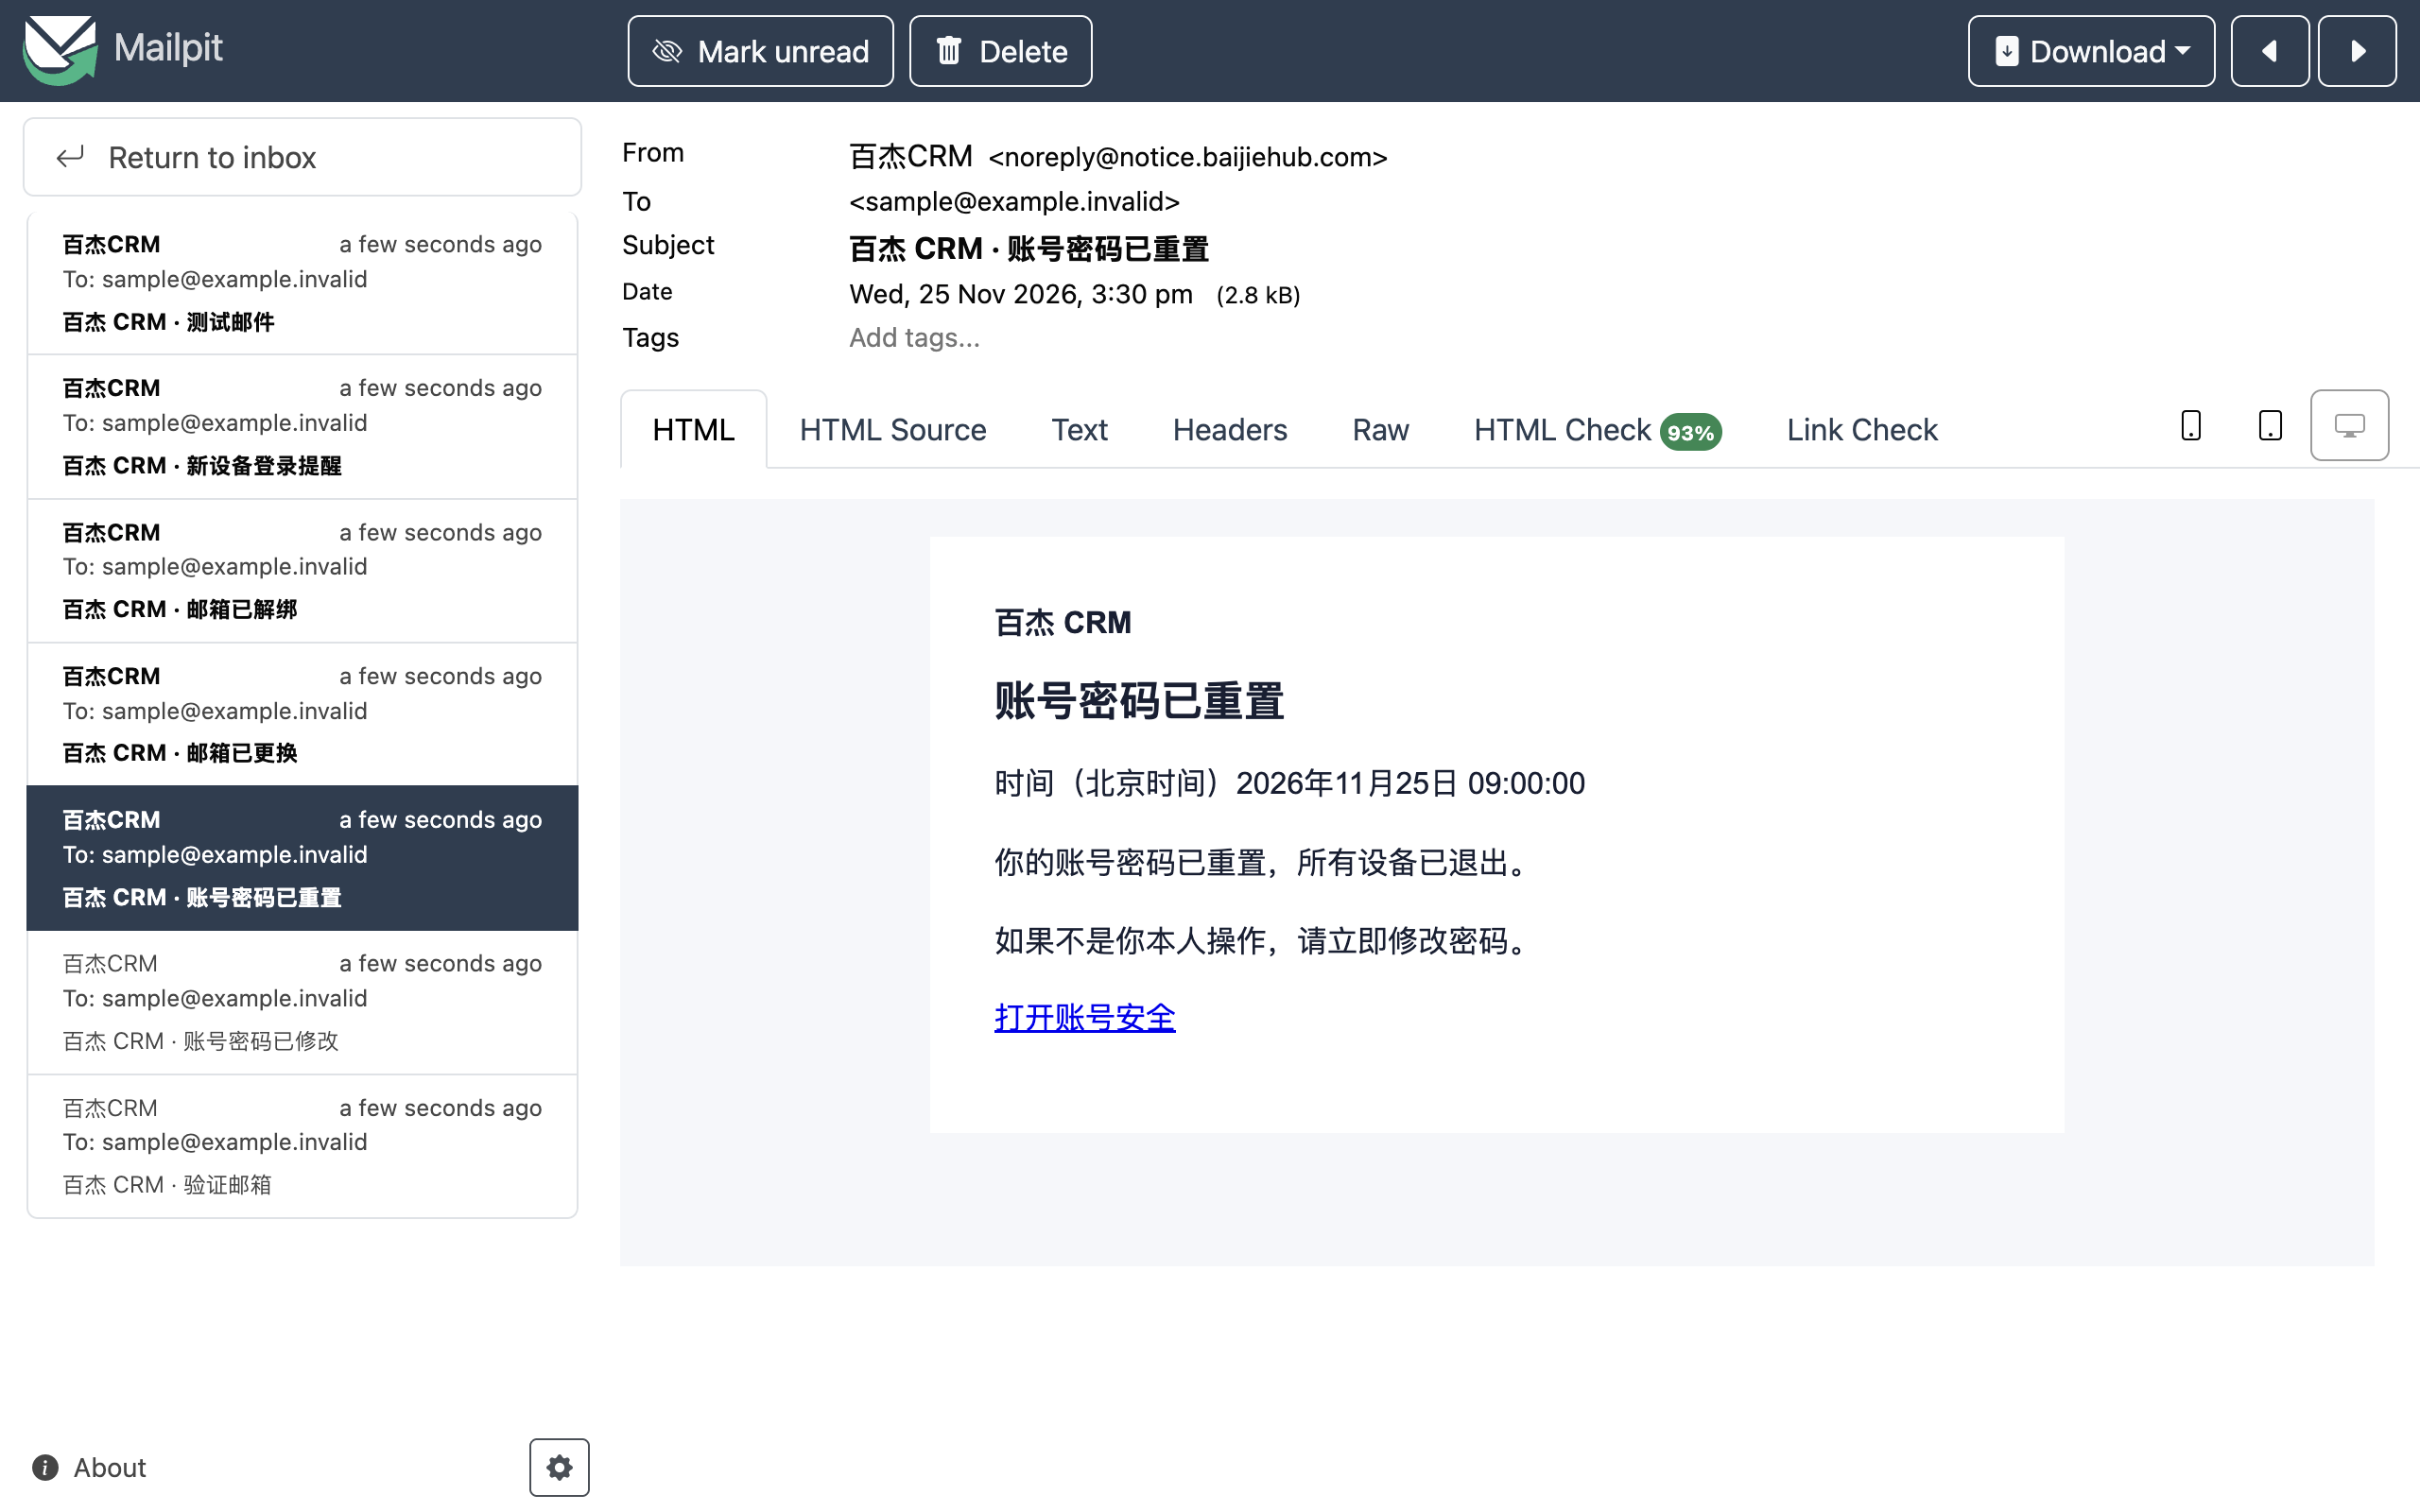 Mailpit
Mark unread
Delete
Download
Return to inbox
百杰CRM a few seconds ago
To: sample@example.invalid
百杰 CRM · 测试邮件
百杰CRM a few seconds ago
To: sample@example.invalid
百杰 CRM · 新设备登录提醒
百杰CRM a few seconds ago
To: sample@example.invalid
百杰 CRM · 邮箱已解绑
百杰CRM a few seconds ago
To: sample@example.invalid
百杰 CRM · 邮箱已更换
百杰CRM a few seconds ago
To: sample@example.invalid
百杰 CRM · 账号密码已重置
百杰CRM a few seconds ago
To: sample@example.invalid
百杰 CRM · 账号密码已修改
百杰CRM a few seconds ago
To: sample@example.invalid
百杰 CRM · 验证邮箱
About
From 百杰CRM <noreply@notice.baijiehub.com>
To <sample@example.invalid>
Subject 百杰 CRM · 账号密码已重置
Date Wed, 25 Nov 2026, 3:30 pm (2.8 kB)
Tags Add tags...
HTML HTML Source Text Headers Raw HTML Check 93% Link Check
百杰 CRM
账号密码已重置
时间（北京时间）2026年11月25日 09:00:00
你的账号密码已重置，所有设备已退出。
如果不是你本人操作，请立即修改密码。
打开账号安全